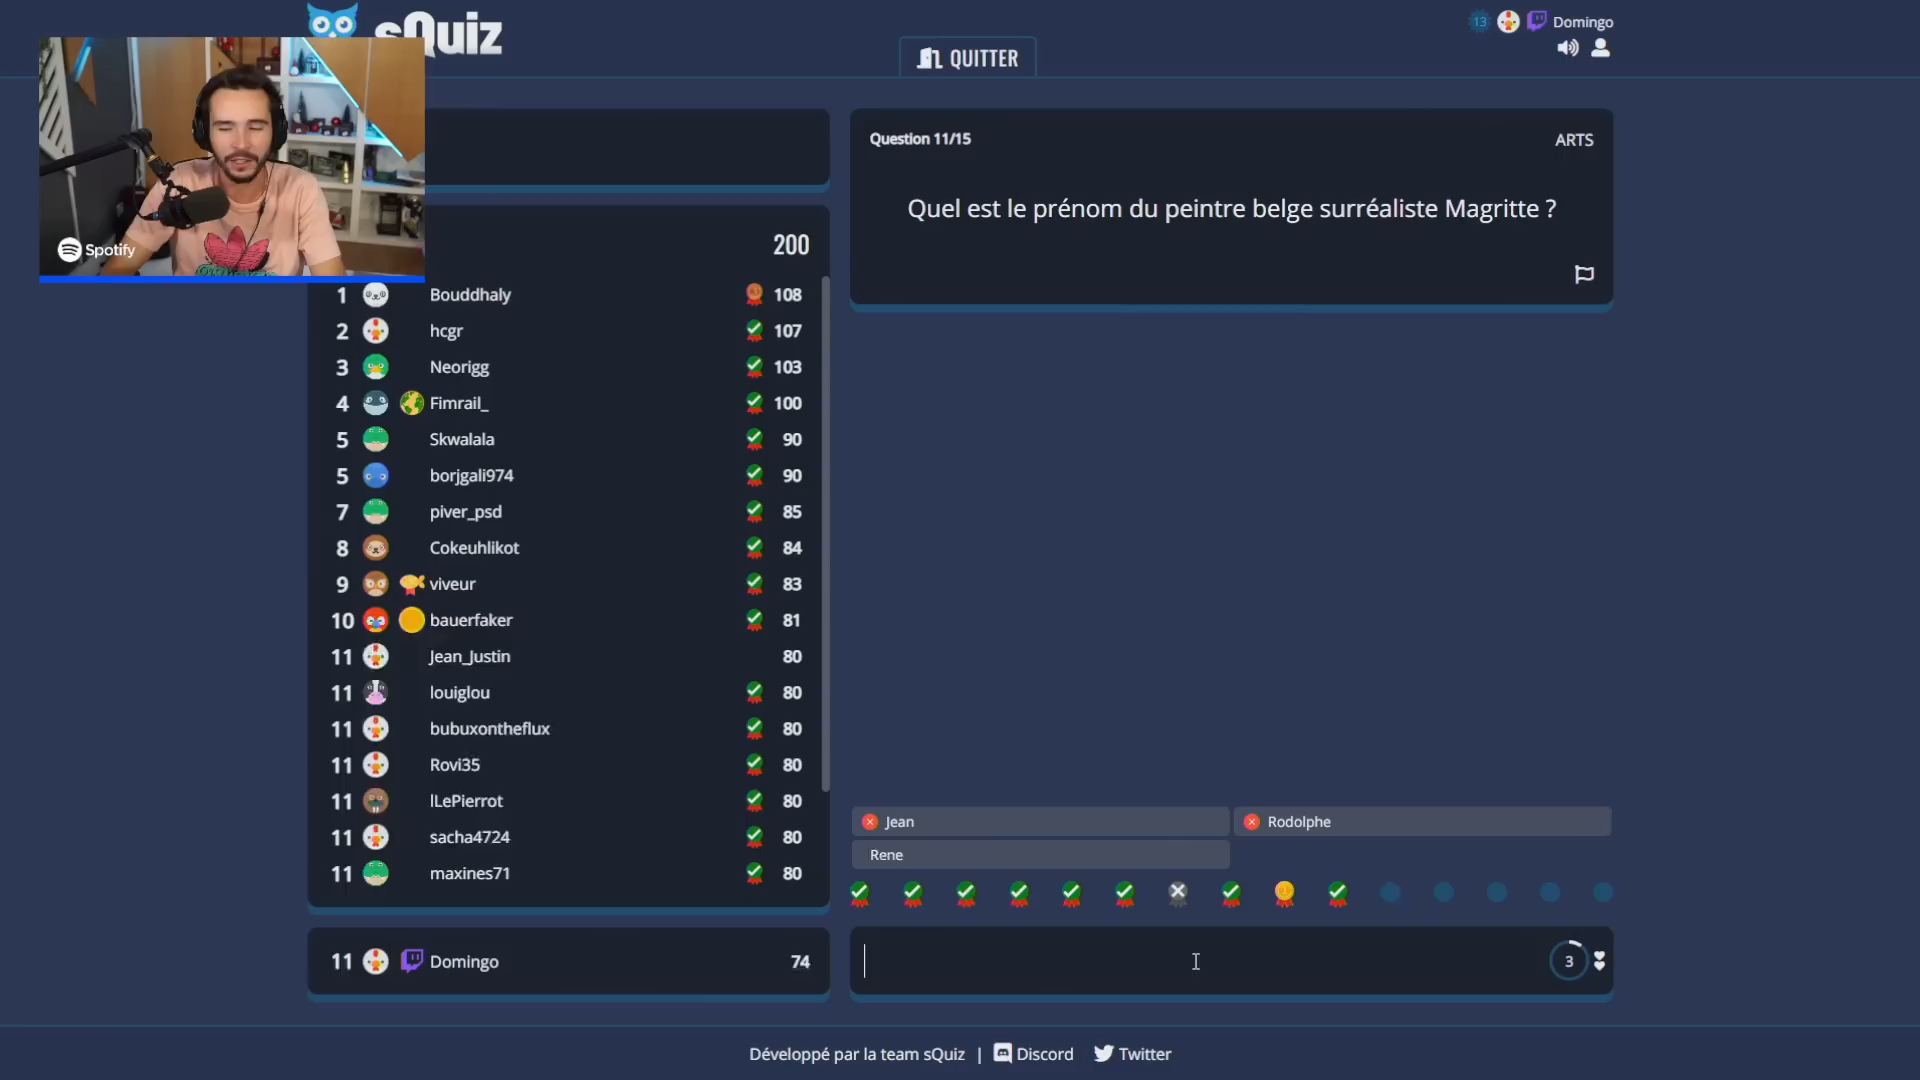 sQuiz
QUITTER
13 Domingo
Spotify
200
1 Bouddhaly 108
2 hcgr 107
3 Neorigg 103
4 Fimrail_ 100
5 Skwalala 90
5 borjgali974 90
7 piver_psd 85
8 Cokeuhlikot 84
9 viveur 83
10 bauerfaker 81
11 Jean_Justin 80
11 louiglou 80
11 bubuxontheflux 80
11 Rovi35 80
11 lLePierrot 80
11 sacha4724 80
11 maxines71 80
11 Domingo 74
Question 11/15
ARTS
Quel est le prénom du peintre belge surréaliste Magritte ?
Jean
Rodolphe
Rene
3
Développé par la team sQuiz | Discord Twitter